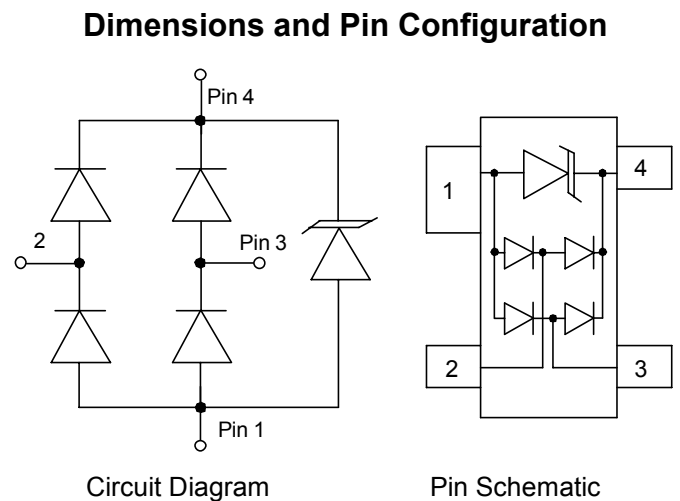 Dimensions and Pin Configuration
Pin 4
2
Pin 3
Pin 1
Circuit Diagram
1
4
2
3
Pin Schematic